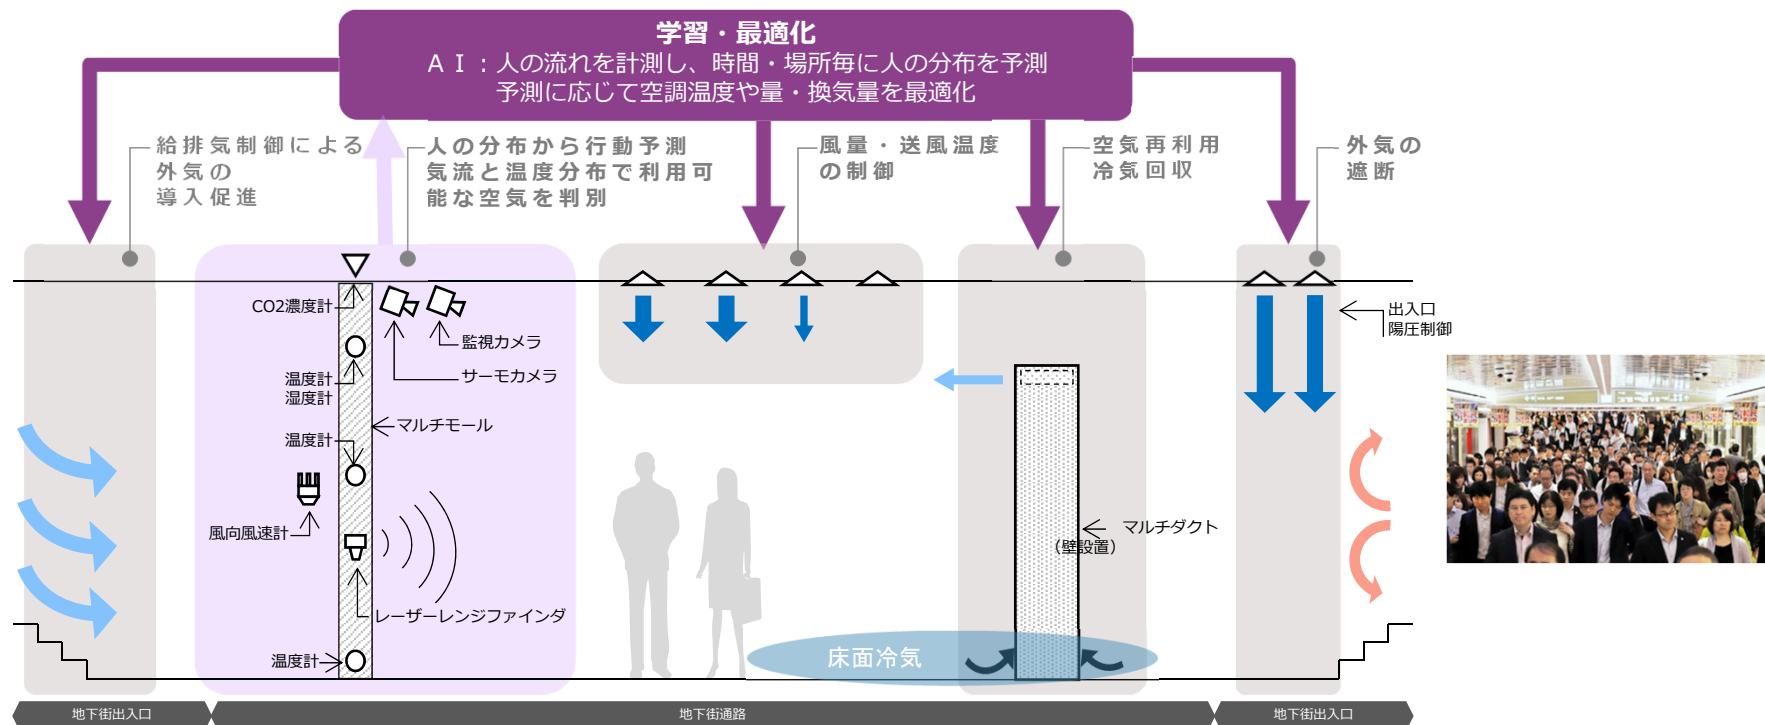 学習・最適化
ＡＩ：人の流れを計測し、時間・場所毎に人の分布を予測
予測に応じて空調温度や量・換気量を最適化
給排気制御による
外気の
導入促進
人の分布から行動予測
気流と温度分布で利用可
能な空気を判別
風量・送風温度
の制御
空気再利用
冷気回収
外気の
遮断
CO2濃度計
監視カメラ
サーモカメラ
温度計
湿度計
マルチモール
温度計
風向風速計
レーザーレンジファインダ
温度計
出入口
陽圧制御
マルチダクト
（壁設置）
床面冷気
地下街出入口
地下街通路
地下街出入口